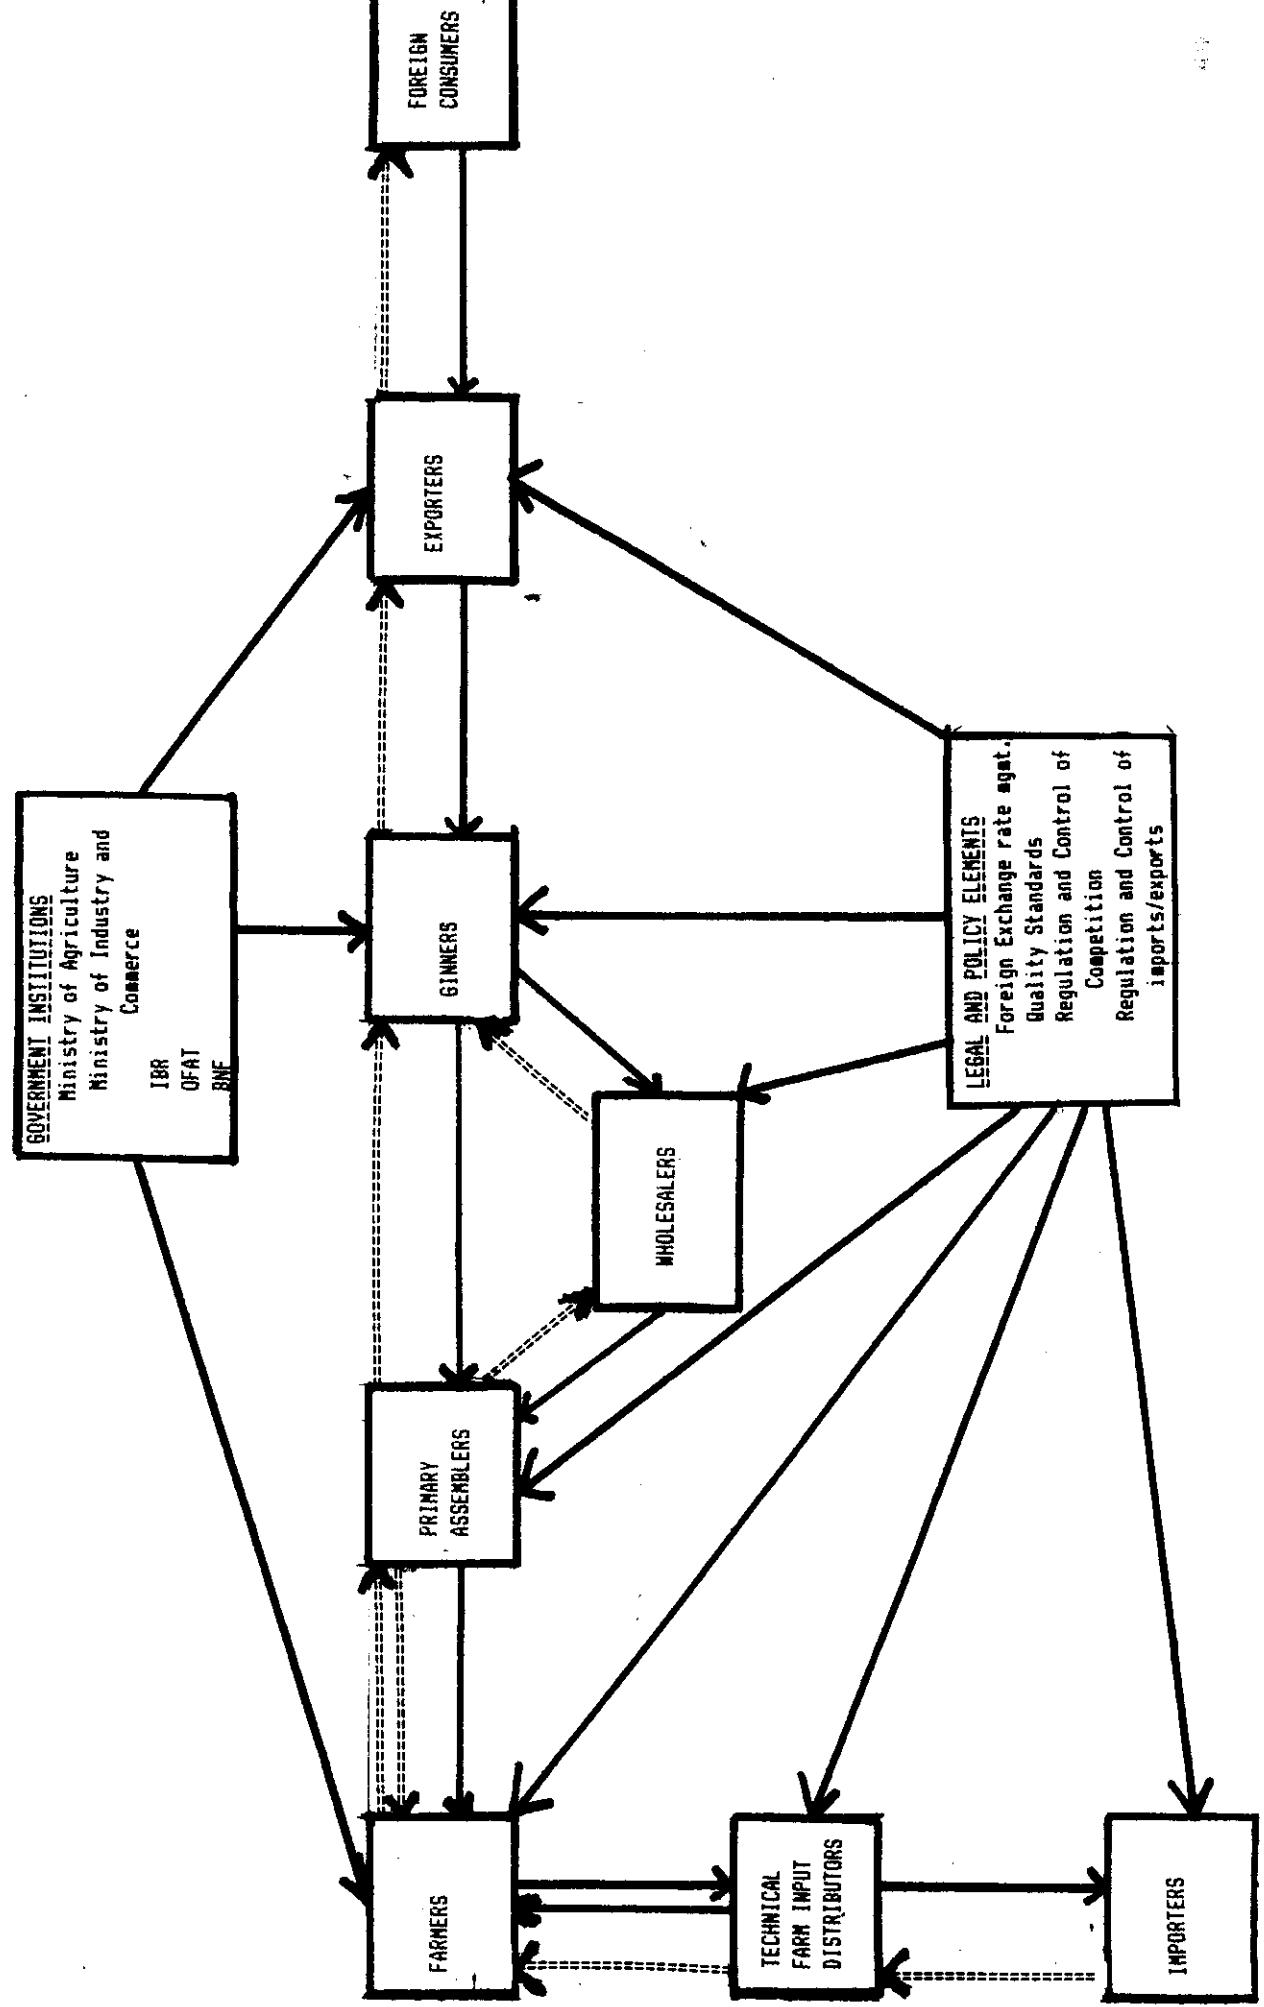 GOVERNMENT INSTITUTIONS
Ministry of Agriculture
Ministry of Industry and
Commerce
IBR
OFAT
BNF
FARMERS
PRIMARY
ASSEMBLERS
GINNERS
EXPORTERS
FOREIGN
CONSUMERS
WHOLESALERS
TECHNICAL
FARM INPUT
DISTRIBUTORS
LEGAL AND POLICY ELEMENTS
Foreign Exchange rate mgmt.
Quality Standards
Regulation and Control of
Competition
Regulation and Control of
imports/exports
IMPORTERS